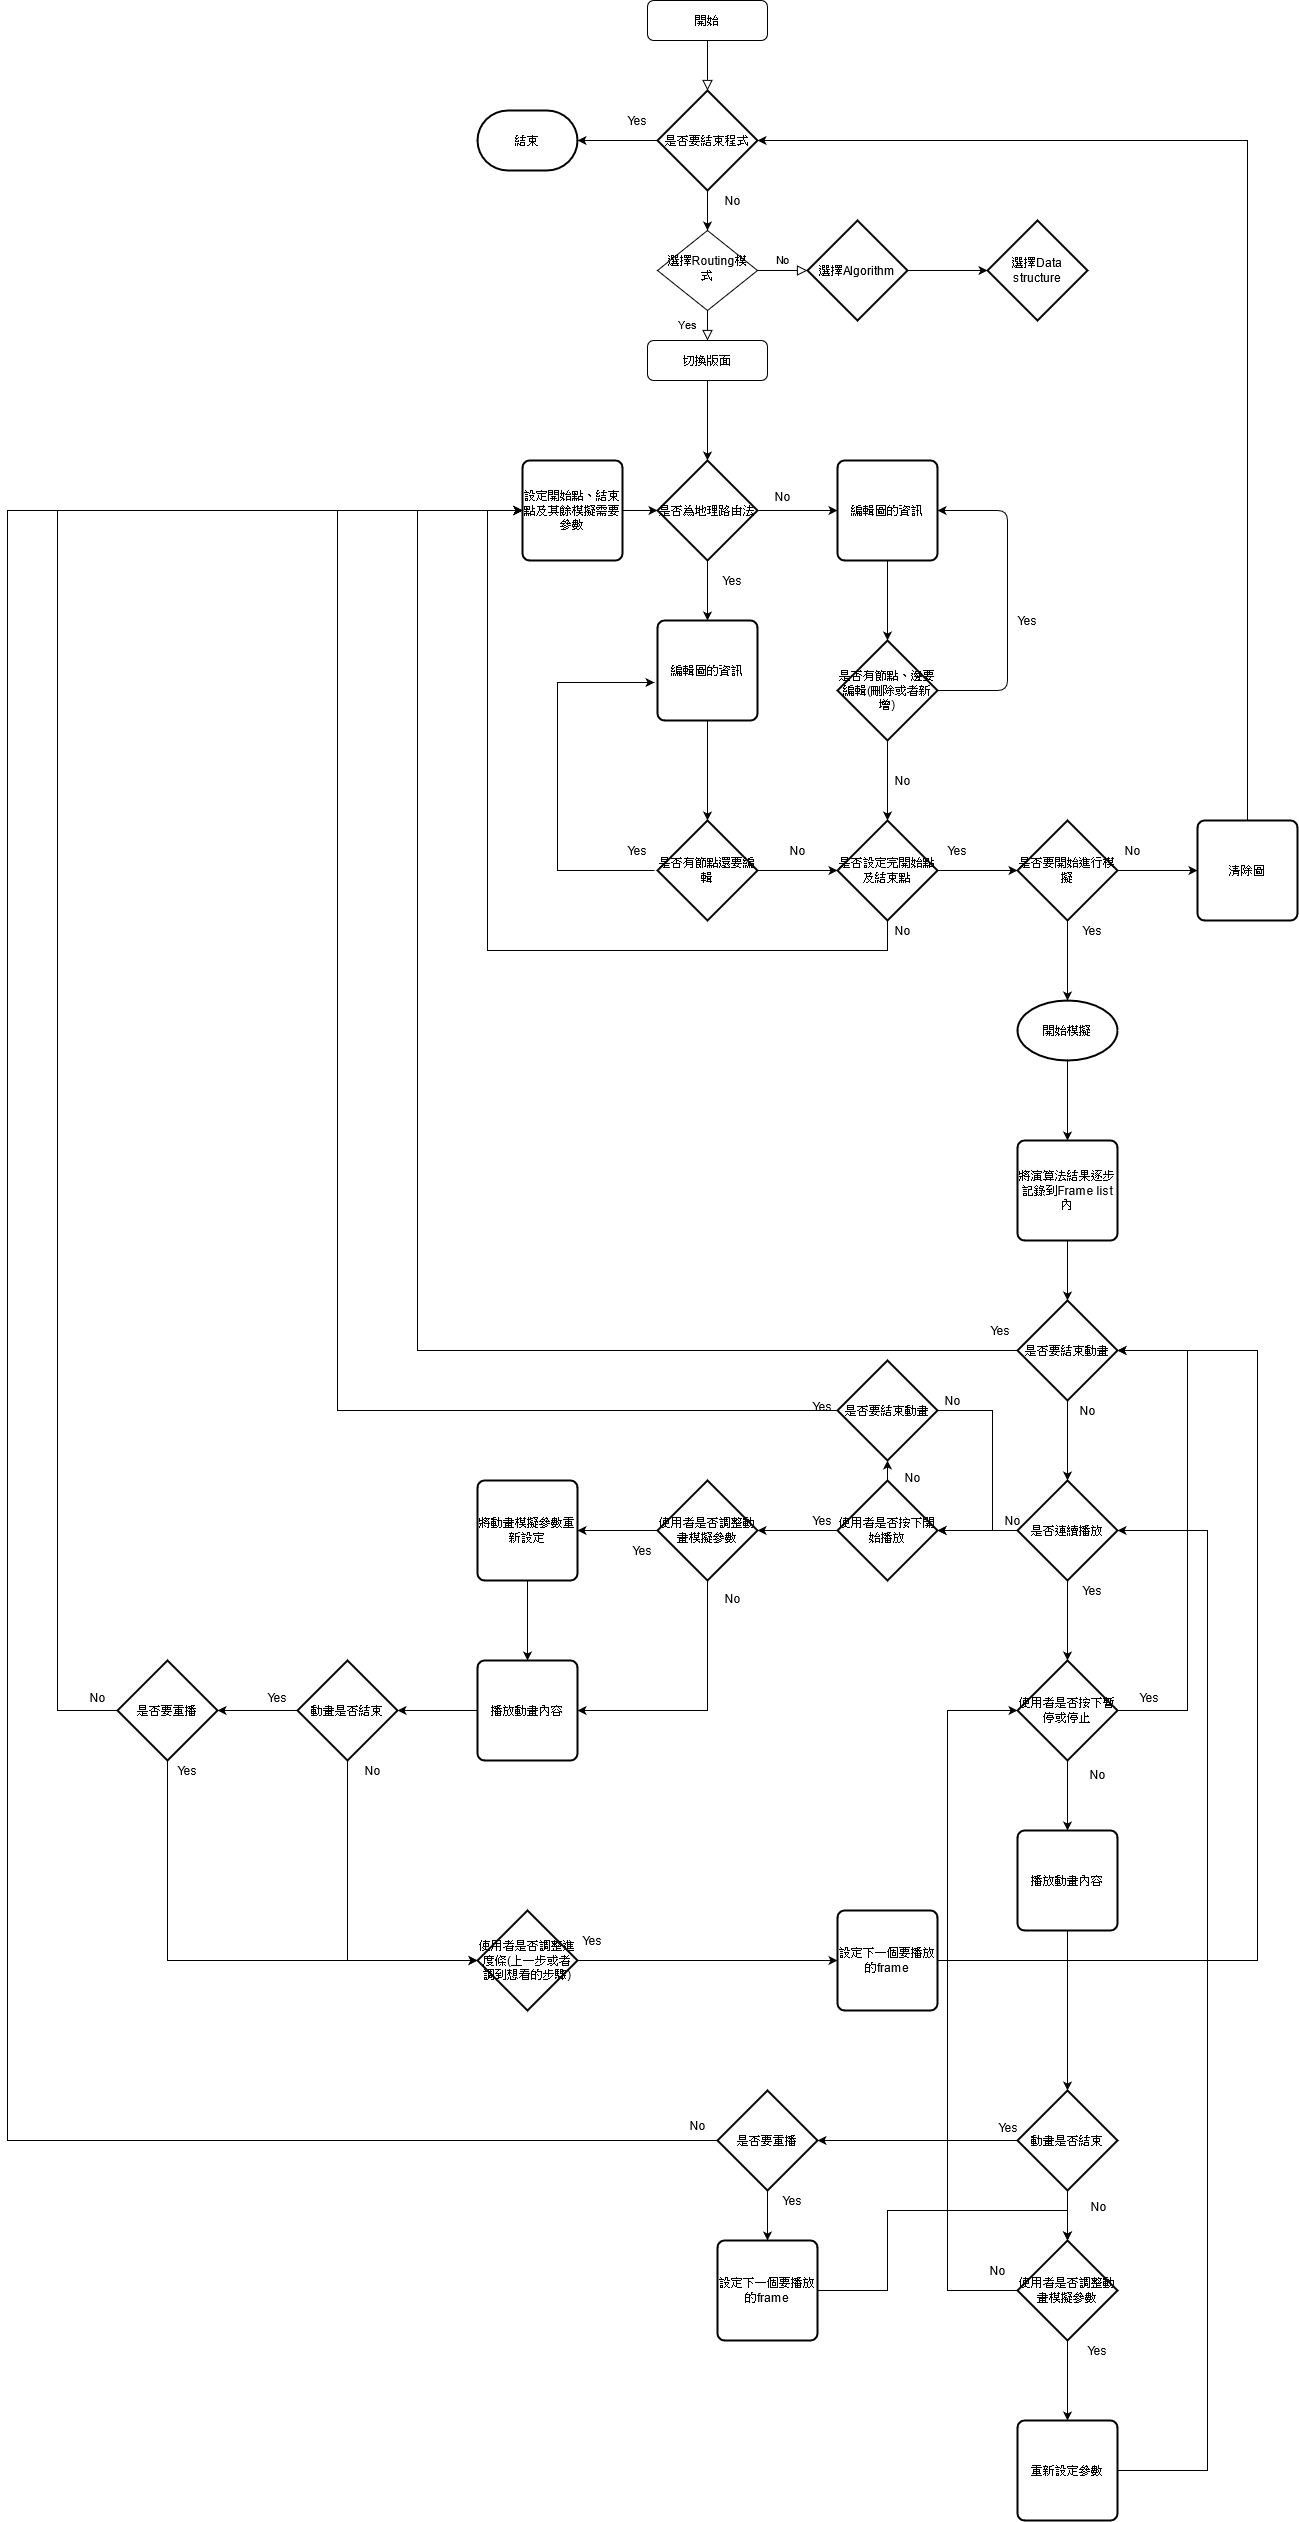 開始
Yes
結束
是否要結束程式
No
選擇Routing模
式
No
選擇Algorithm
選擇Data
structure
Yes
切換版面
設定開始點、結束
點及其餘模擬需要
參數
是否為地理路由法
No
編輯圖的資訊
Yes
Yes
編輯圖的資訊
是否有節點、邊要
編輯(刪除或者新
增)
No
Yes
是否有節點還要編
輯
No
是否設定完開始點
及結束點
Yes
是否要開始進行模
擬
No
清除圖
No
Yes
開始模擬
將演算法結果逐步
記錄到Frame list
內
Yes
是否要結束動畫
Yes
是否要結束動畫
No
No
No
將動畫模擬參數重
新設定
Yes
使用者是否調整動
畫模擬參數
Yes
使用者是否按下開
始播放
No
是否連續播放
No
Yes
No
是否要重播
Yes
動畫是否結束
播放動畫內容
使用者是否按下暫
停或停止
Yes
Yes
No
No
播放動畫內容
使用者是否調整進
度條(上一步或者
調到想看的步驟)
Yes
設定下一個要播放
的frame
No
是否要重播
Yes
動畫是否結束
Yes
No
設定下一個要播放
的frame
No
使用者是否調整動
畫模擬參數
Yes
重新設定參數